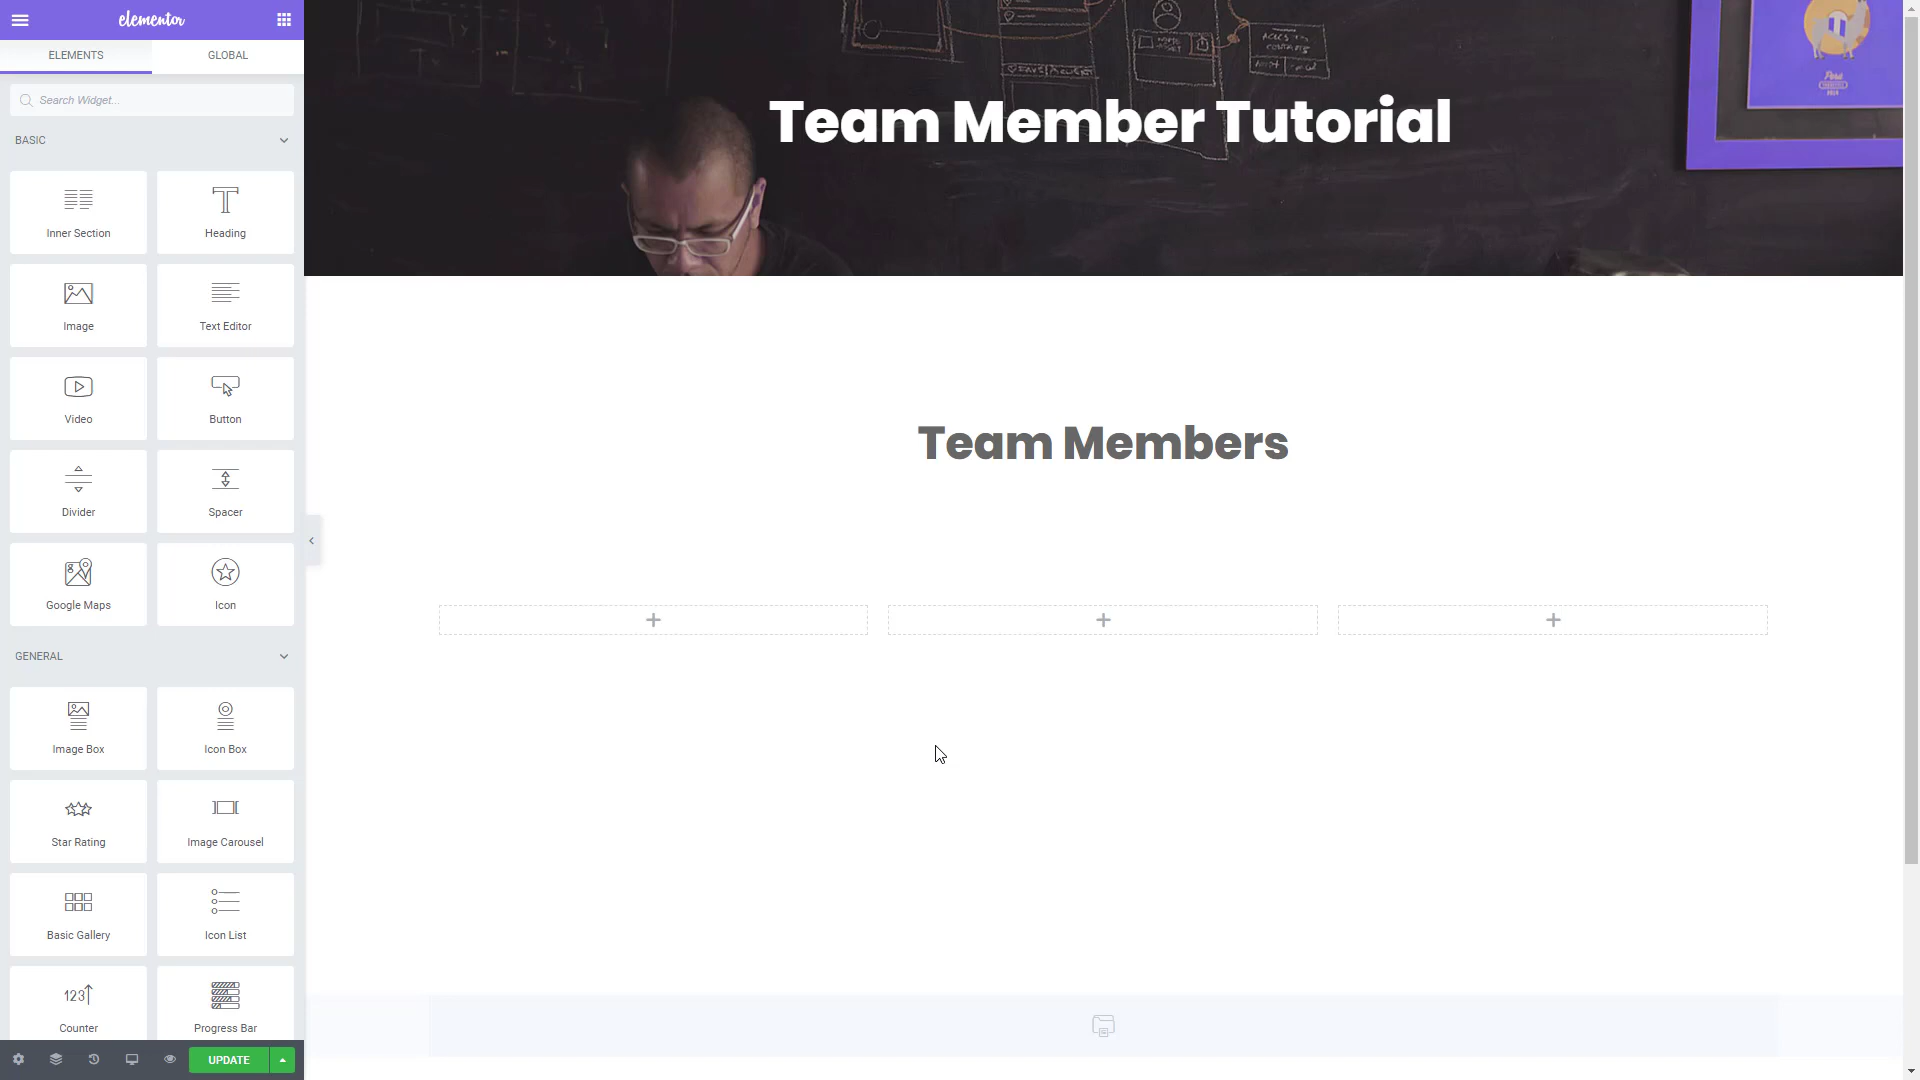 elementor
ELEMENTS
GLOBAL
Search Widget...
BASIC
Inner Section
Heading
Image
Text Editor
Video
Button
Divider
Spacer
Google Maps
Icon
GENERAL
Image Box
Icon Box
Star Rating
Image Carousel
Basic Gallery
Icon List
123
Counter
Progress Bar
UPDATE
Team Member Tutorial
Perú
Team Members